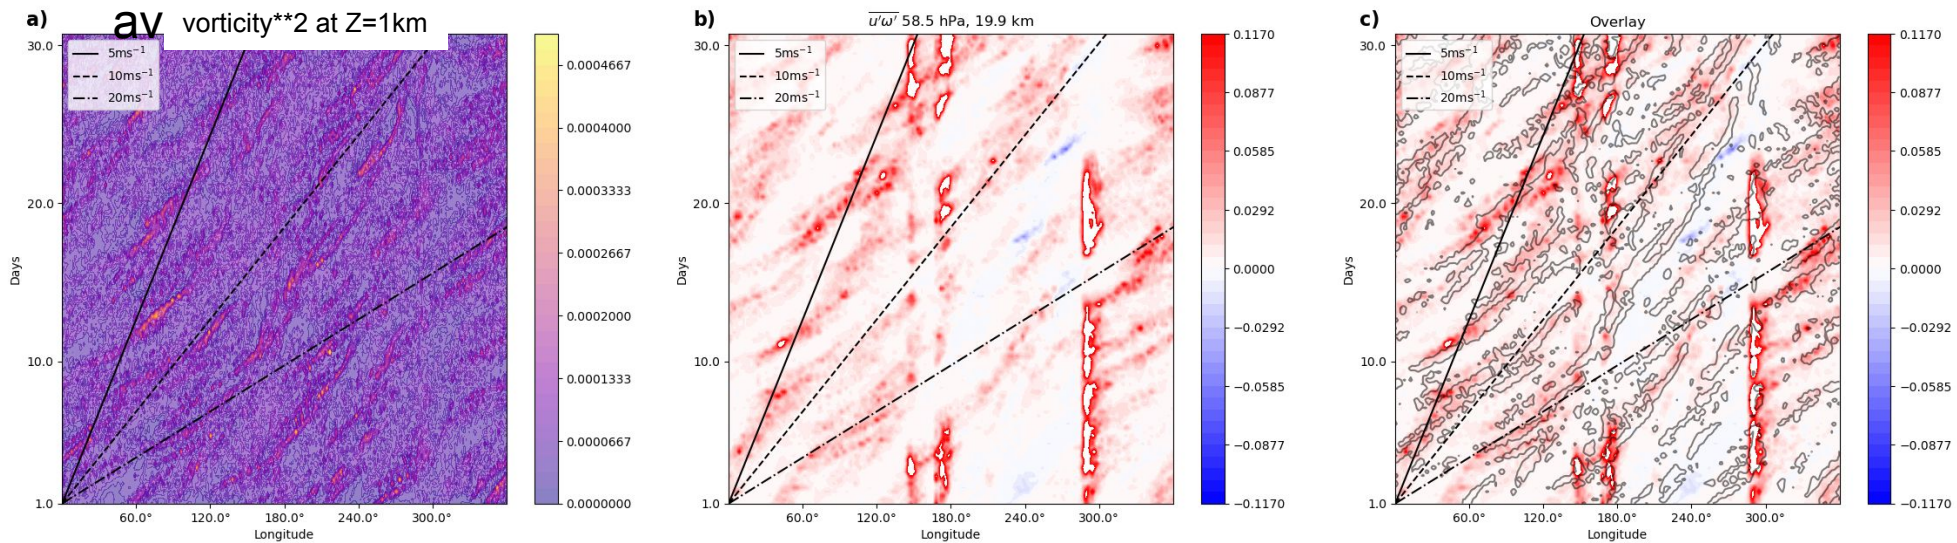 a)
av vorticity**2 at Z=1km
5ms⁻¹
10ms⁻¹
20ms⁻¹
30.0
20.0
10.0
1.0
Days
60.0°
120.0°
180.0°
240.0°
300.0°
Longitude
0.0004667
0.0004000
0.0003333
0.0002667
0.0002000
0.0001333
0.0000667
0.0000000
b)
u'ω' 58.5 hPa, 19.9 km
5ms⁻¹
10ms⁻¹
20ms⁻¹
30.0
20.0
10.0
1.0
Days
60.0°
120.0°
180.0°
240.0°
300.0°
Longitude
0.1170
0.0877
0.0585
0.0292
0.0000
−0.0292
−0.0585
−0.0877
−0.1170
c)
Overlay
5ms⁻¹
10ms⁻¹
20ms⁻¹
30.0
20.0
10.0
1.0
Days
60.0°
120.0°
180.0°
240.0°
300.0°
Longitude
0.1170
0.0877
0.0585
0.0292
0.0000
−0.0292
−0.0585
−0.0877
−0.1170